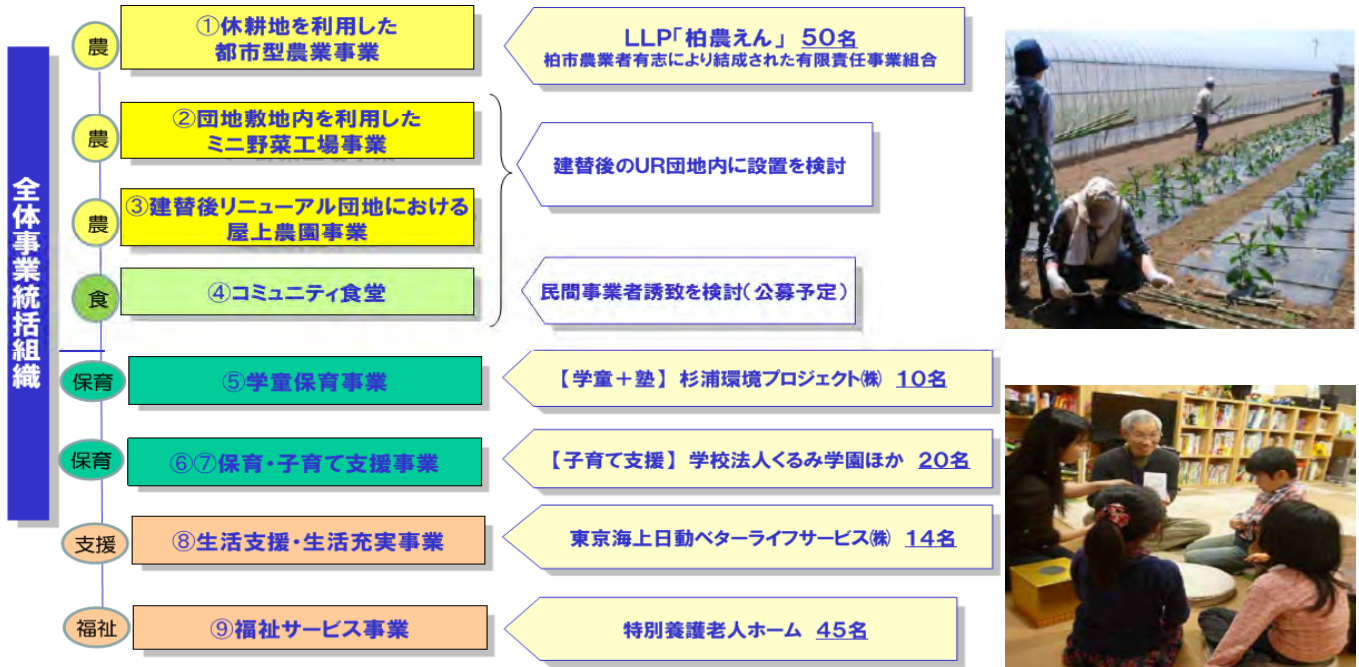 全体事業統括組織
農
①休耕地を利用した
都市型農業事業
LLP「柏農えん」 50名
柏市農業者有志により結成された有限責任事業組合
農
②団地敷地内を利用した
ミニ野菜工場事業
建替後のUR団地内に設置を検討
農
③建替後リニューアル団地における
屋上農園事業
食
④コミュニティ食堂
民間事業者誘致を検討(公募予定)
保育
⑤学童保育事業
【学童+塾】 杉浦環境プロジェクト㈱ 10名
保育
⑥⑦保育・子育て支援事業
【子育て支援】 学校法人くるみ学園ほか 20名
支援
⑧生活支援・生活充実事業
東京海上日動ベターライフサービス㈱ 14名
福祉
⑨福祉サービス事業
特別養護老人ホーム 45名